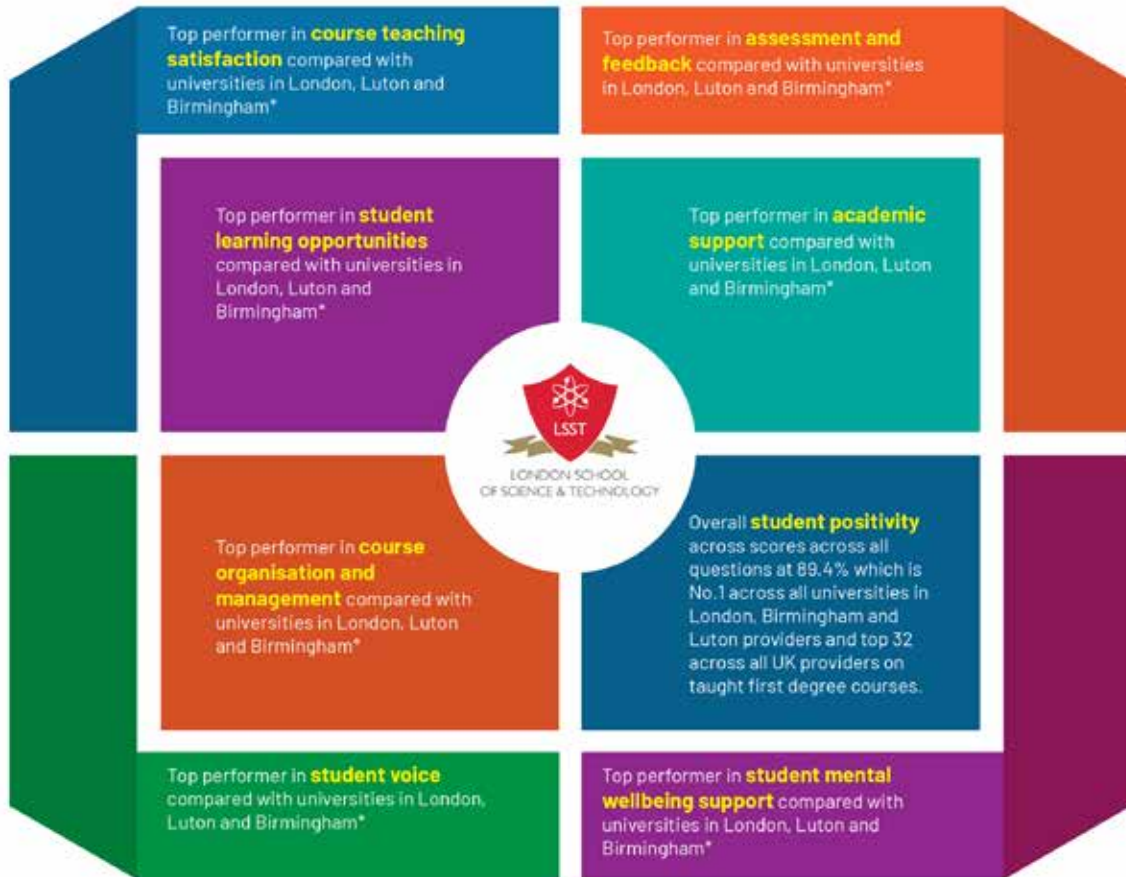 Top performer in course teaching
satisfaction compared with
universities in London, Luton and
Birmingham*
Top performer in assessment and
feedback compared with universities
in London, Luton and Birmingham*
Top performer in student
learning opportunities
compared with universities in
London, Luton and
Birmingham*
Top performer in academic
support compared with
universities in London, Luton
and Birmingham*
LSST
LONDON SCHOOL
OF SCIENCE & TECHNOLOGY
Top performer in course
organisation and
management compared with
universities in London, Luton
and Birmingham*
Overall student positivity
across scores across all
questions at 89.4% which is
No.1 across all universities in
London, Birmingham and
Luton providers and top 32
across all UK providers on
taught first degree courses.
Top performer in student voice
compared with universities in London,
Luton and Birmingham*
Top performer in student mental
wellbeing support compared with
universities in London, Luton and
Birmingham*